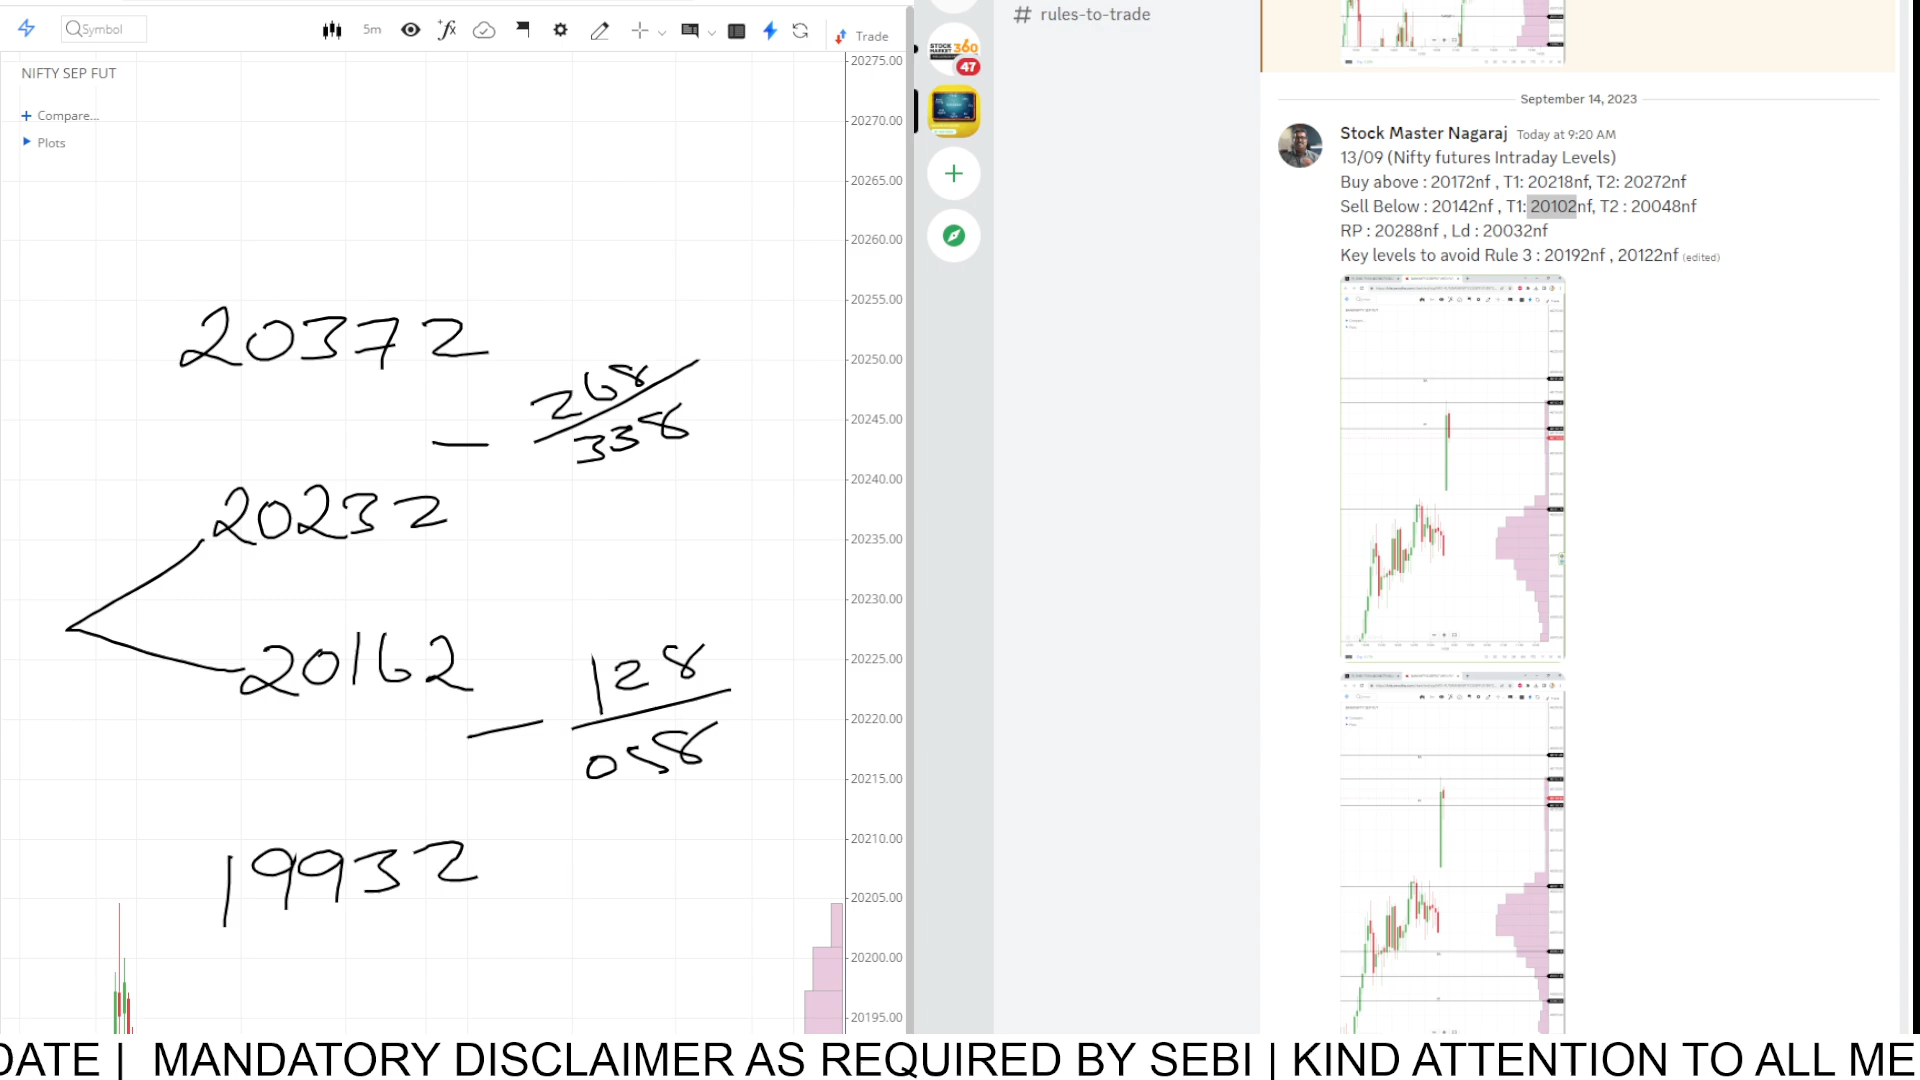 Symbol
5m
Trade
NIFTY SEP FUT
Compare...
Plots
20275.00
20270.00
20265.00
20260.00
20255.00
20250.00
20245.00
20240.00
20235.00
20230.00
20225.00
20220.00
20215.00
20210.00
20205.00
20200.00
20195.00
20372
268
338
20232
20162
128
058
19932
STOCK
MARKET 360
47
# rules-to-trade
September 14, 2023
Stock Master Nagaraj Today at 9:20 AM
13/09 (Nifty futures Intraday Levels)
Buy above : 20172nf , T1: 20218nf, T2: 20272nf
Sell Below : 20142nf , T1: 20102nf, T2 : 20048nf
RP : 20288nf , Ld : 20032nf
Key levels to avoid Rule 3 : 20192nf , 20122nf (edited)
DATE | MANDATORY DISCLAIMER AS REQUIRED BY SEBI | KIND ATTENTION TO ALL ME